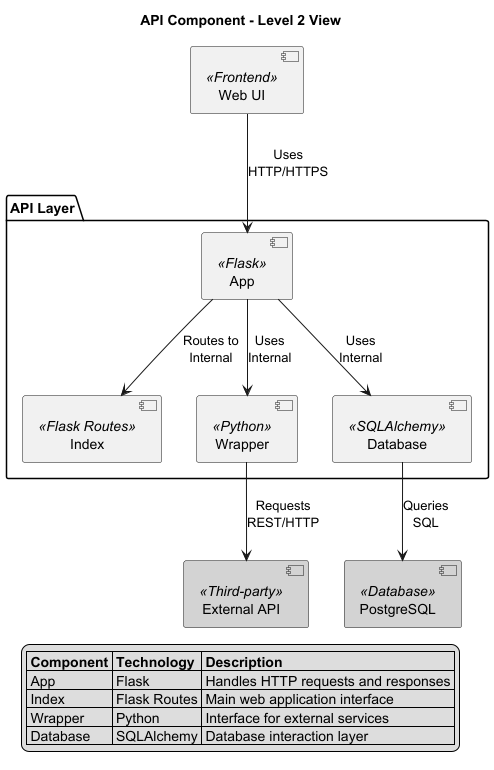 API Component - Level 2 View
«Frontend»
Web UI
Uses
HTTP/HTTPS
API Layer
«Flask»
App
Routes to
Internal
Uses
Internal
Uses
Internal
«Flask Routes»
Index
«Python»
Wrapper
«SQLAlchemy»
Database
Requests
REST/HTTP
Queries
SQL
«Third-party»
External API
«Database»
PostgreSQL
Component Technology Description
App Flask Handles HTTP requests and responses
Index Flask Routes Main web application interface
Wrapper Python Interface for external services
Database SQLAlchemy Database interaction layer